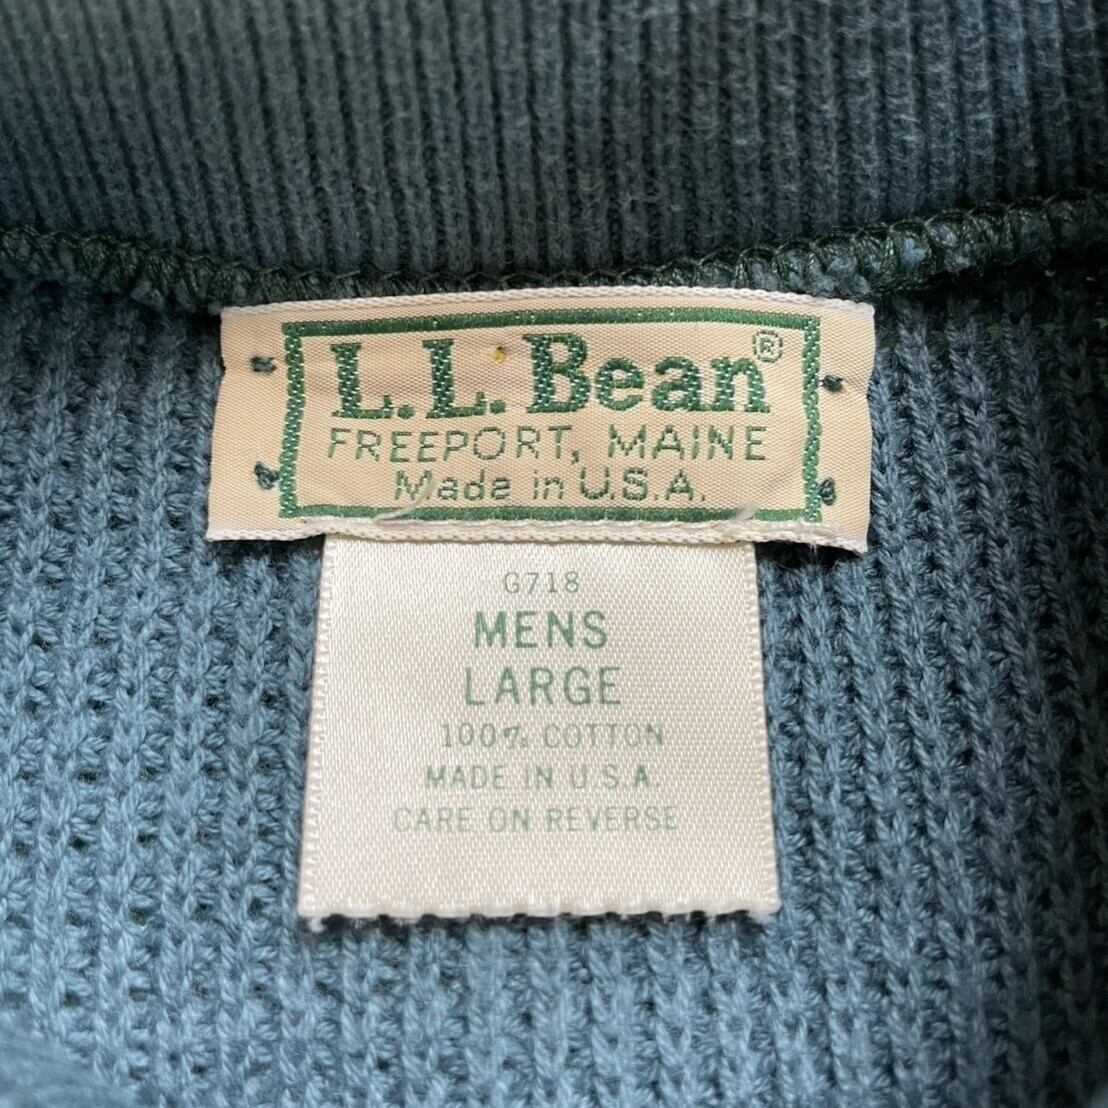 L.L. Bean®
FREEPORT, MAINE
Made in U.S.A.
G718
MENS
LARGE
100% COTTON
MADE IN U.S.A.
CARE ON REVERSE